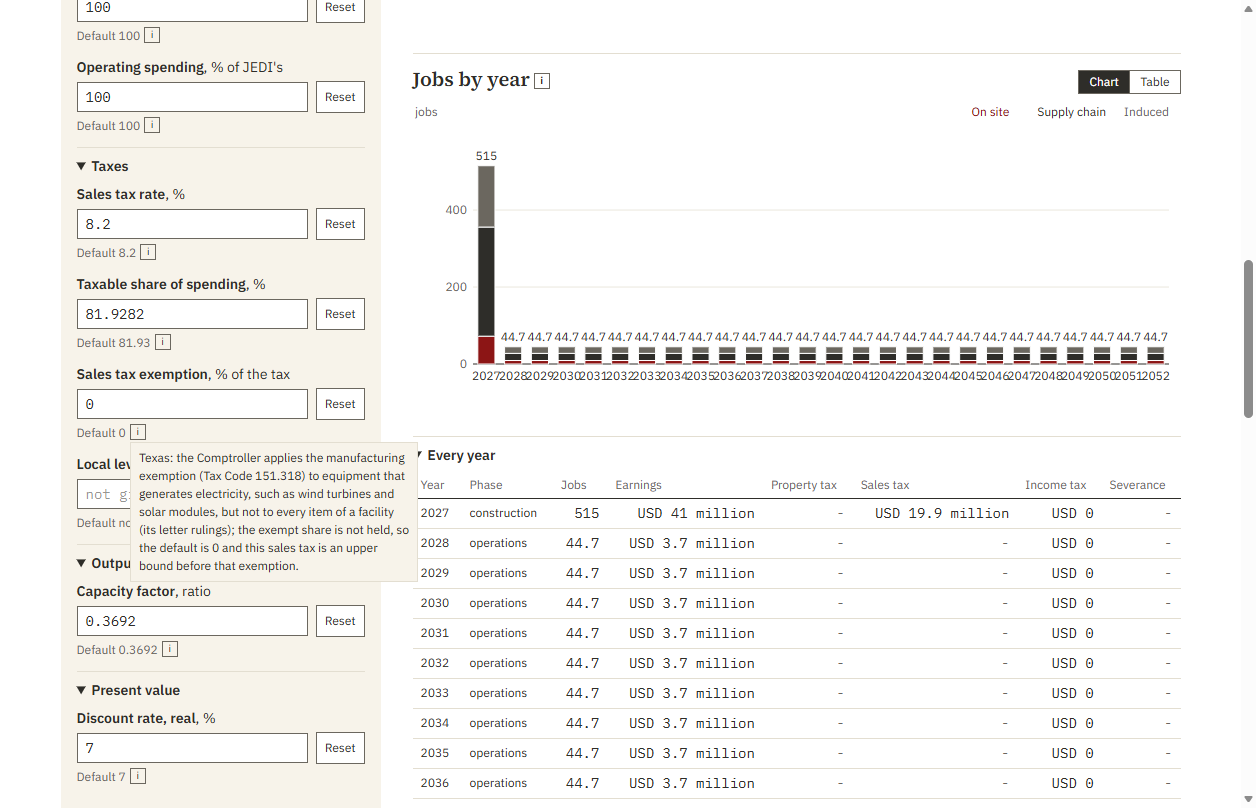 100
Reset
Default 100 i
Operating spending, % of JEDI's
100
Reset
Default 100 i
▼ Taxes
Sales tax rate, %
8.2
Reset
Default 8.2 i
Taxable share of spending, %
81.9282
Reset
Default 81.93 i
Sales tax exemption, % of the tax
0
Reset
Default 0 i
Texas: the Comptroller applies the manufacturing
exemption (Tax Code 151.318) to equipment that
generates electricity, such as wind turbines and
solar modules, but not to every item of a facility
(its letter rulings); the exempt share is not held, so
the default is 0 and this sales tax is an upper
bound before that exemption.
Local
not
Default
▼
Capacity factor, ratio
0.3692
Reset
Default 0.3692 i
▼ Present value
Discount rate, real, %
7
Reset
Default 7 i
Jobs by year i
Chart Table
jobs
On site Supply chain Induced
515
400
200
0
44.7 44.7 44.7 44.7 44.7 44.7 44.7 44.7 44.7 44.7 44.7 44.7 44.7 44.7 44.7 44.7 44.7 44.7 44.7 44.7 44.7 44.7 44.7 44.7 44.7
2027 2028 2029 2030 2031 2032 2033 2034 2035 2036 2037 2038 2039 2040 2041 2042 2043 2044 2045 2046 2047 2048 2049 2050 2051 2052
Every year
Year Phase Jobs Earnings Property tax Sales tax Income tax Severance
2027 construction 515 USD 41 million - USD 19.9 million USD 0 -
2028 operations 44.7 USD 3.7 million - - USD 0 -
2029 operations 44.7 USD 3.7 million - - USD 0 -
2030 operations 44.7 USD 3.7 million - - USD 0 -
2031 operations 44.7 USD 3.7 million - - USD 0 -
2032 operations 44.7 USD 3.7 million - - USD 0 -
2033 operations 44.7 USD 3.7 million - - USD 0 -
2034 operations 44.7 USD 3.7 million - - USD 0 -
2035 operations 44.7 USD 3.7 million - - USD 0 -
2036 operations 44.7 USD 3.7 million - - USD 0 -